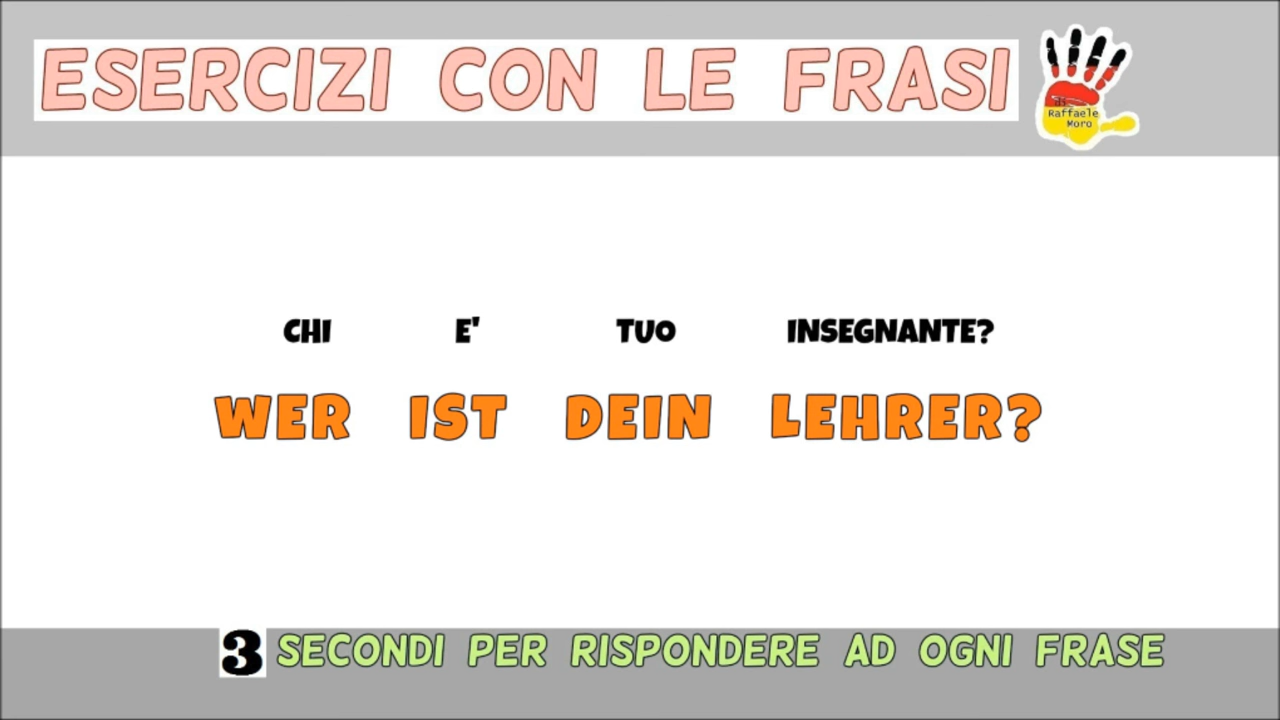 ESERCIZI CON LE FRASI
di
Raffaele
Moro
CHI E' TUO INSEGNANTE?
WER IST DEIN LEHRER?
3 SECONDI PER RISPONDERE AD OGNI FRASE